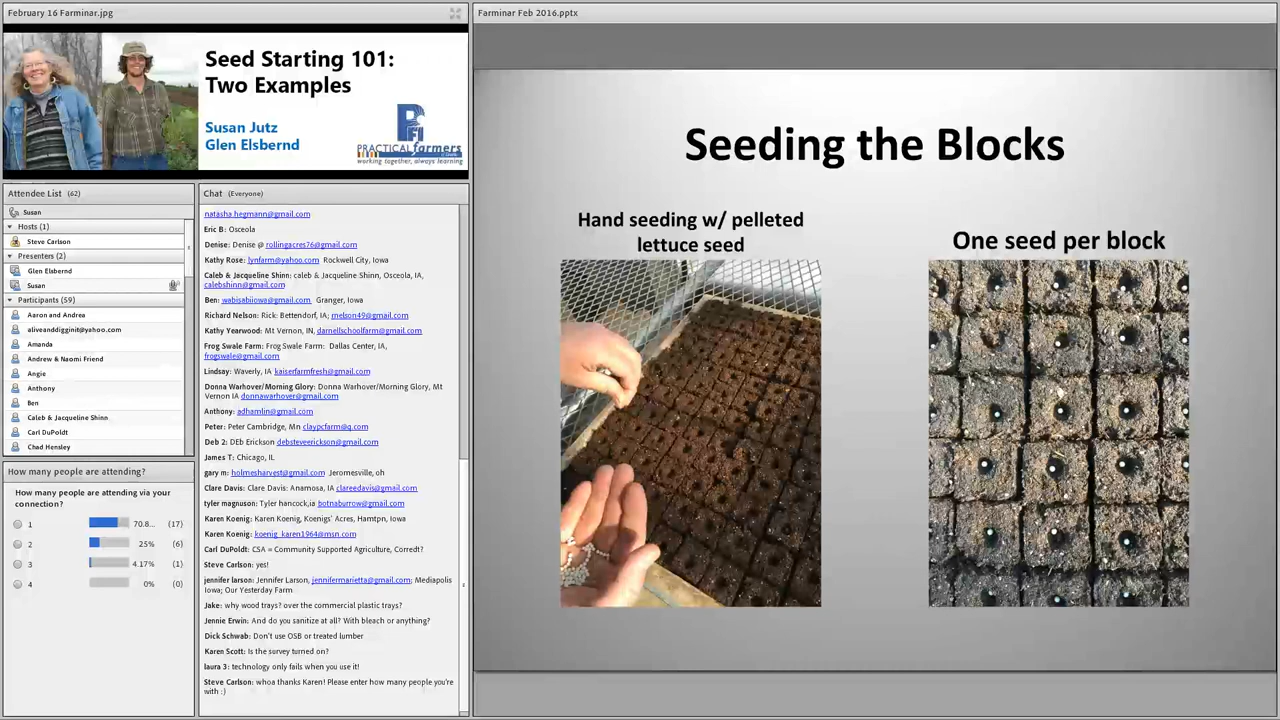 February 16 Farminar.jpg
Seed Starting 101:
Two Examples
Susan Jutz
Glen Elsbernd
PFI
PRACTICAL farmers
working together, always learning
Attendee List (62)
Susan
Hosts (1)
Steve Carlson
Presenters (2)
Glen Elsbernd
Susan
Participants (59)
Aaron and Andrea
aliveanddigginit@yahoo.com
Amanda
Andrew & Naomi Friend
Angie
Anthony
Ben
Caleb & Jacqueline Shinn
Carl DuPoldt
Chad Hensley
How many people are attending?
How many people are attending via your
connection?
1 70.8... (17)
2 25% (6)
3 4.17% (1)
4 0% (0)
Chat (Everyone)
natasha.hegmann@gmail.com
Eric B: Osceola
Denise: Denise @ rollingacres76@gmail.com
Kathy Rose: lynfarm@yahoo.com Rockwell City, Iowa
Caleb & Jacqueline Shinn: caleb & Jacqueline Shinn, Osceola, IA,
calebshinn@gmail.com
Ben: wabisabiiowa@gmail.com Granger, Iowa
Richard Nelson: Rick: Bettendorf, IA; rnelson49@gmail.com
Kathy Yearwood: Mt Vernon, IN, darnellschoolfarm@gmail.com
Frog Swale Farm: Frog Swale Farm: Dallas Center, IA,
frogswale@gmail.com
Lindsay: Waverly, IA kaiserfarmfresh@gmail.com
Donna Warhover/Morning Glory: Donna Warhover/Morning Glory, Mt
Vernon IA donnawarhover@gmail.com
Anthony: adhamlin@gmail.com
Peter: Peter Cambridge, Mn claypcfarm@q.com
Deb 2: DEb Erickson debsteveerickson@gmail.com
James T: Chicago, IL
gary m: holmesharvest@gmail.com Jeromesville, oh
Clare Davis: Clare Davis: Anamosa, IA clareedavis@gmail.com
tyler magnuson: Tyler hancock,ia botnaburrow@gmail.com
Karen Koenig: Karen Koenig, Koenigs' Acres, Hamtpn, Iowa
Karen Koenig: koenig_karen1964@msn.com
Carl DuPoldt: CSA = Community Supported Agriculture, Corredt?
Steve Carlson: yes!
jennifer larson: Jennifer Larson, jennifermarietta@gmail.com; Mediapolis
Iowa; Our Yesterday Farm
Jake: why wood trays? over the commercial plastic trays?
Jennie Erwin: And do you sanitize at all? With bleach or anything?
Dick Schwab: Don't use OSB or treated lumber
Karen Scott: Is the survey turned on?
laura 3: technology only fails when you use it!
Steve Carlson: whoa thanks Karen! Please enter how many people you're
with :)
Farminar Feb 2016.pptx
Seeding the Blocks
Hand seeding w/ pelleted
lettuce seed
One seed per block